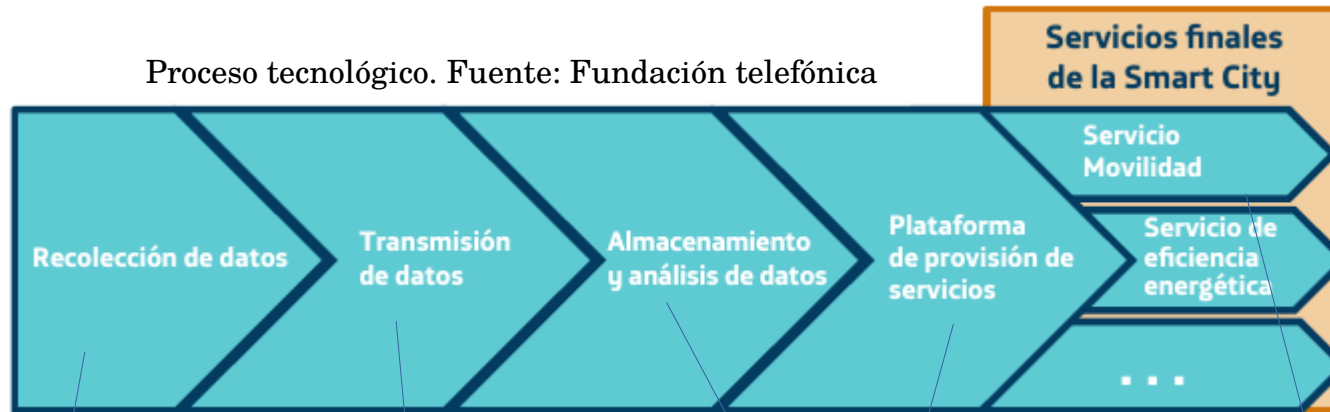 Proceso tecnológico. Fuente: Fundación telefónica
Servicios finales
de la Smart City
Recolección de datos
Transmisión
de datos
Almacenamiento
y análisis de datos
Plataforma
de provisión de
servicios
Servicio
Movilidad
Servicio de
eficiencia
energética
...